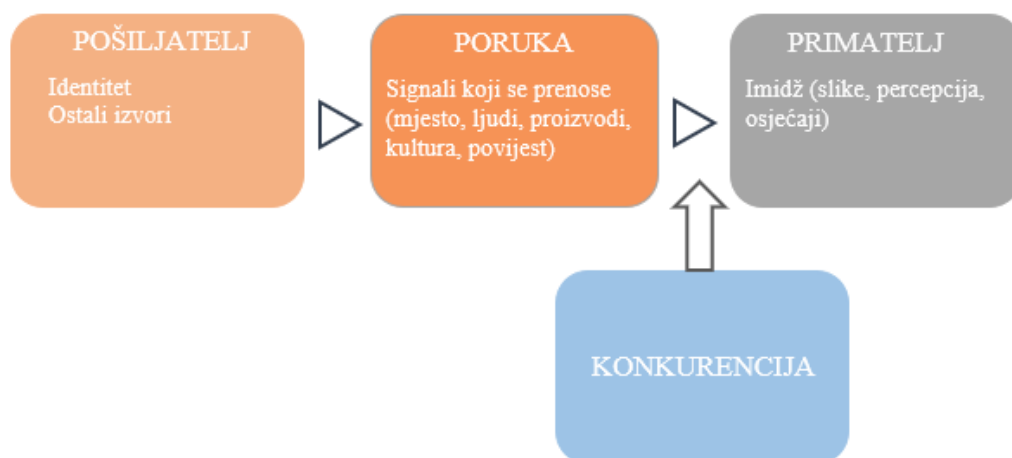 POŠILJATELJ
Identitet
Ostali izvori
PORUKA
Signali koji se prenose
(mjesto, ljudi, proizvodi,
kultura, povijest)
PRIMATELJ
Imidž (slike, percepcija,
osjećaji)
KONKURENCIJA